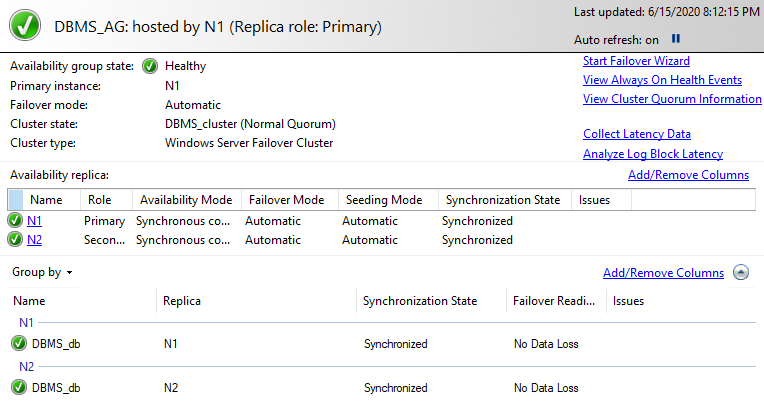 DBMS_AG: hosted by N1 (Replica role: Primary)
Last updated: 6/15/2020 8:12:15 PM
Auto refresh: on
Availability group state: Healthy
Primary instance: N1
Failover mode: Automatic
Cluster state: DBMS_cluster (Normal Quorum)
Cluster type: Windows Server Failover Cluster
Start Failover Wizard
View Always On Health Events
View Cluster Quorum Information
Collect Latency Data
Analyze Log Block Latency
Availability replica: Add/Remove Columns
Name Role Availability Mode Failover Mode Seeding Mode Synchronization State Issues
N1 Primary Synchronous co... Automatic Automatic Synchronized
N2 Secon... Synchronous co... Automatic Automatic Synchronized
Group by Add/Remove Columns
Name Replica Synchronization State Failover Readi... Issues
N1
DBMS_db N1 Synchronized No Data Loss
N2
DBMS_db N2 Synchronized No Data Loss